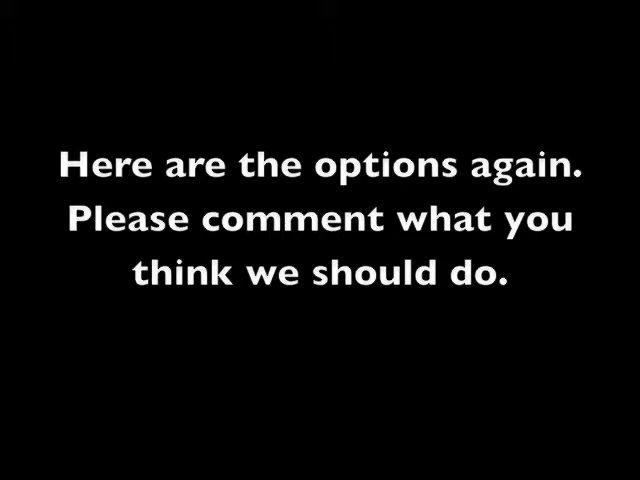 Here are the options again.
Please comment what you
think we should do.